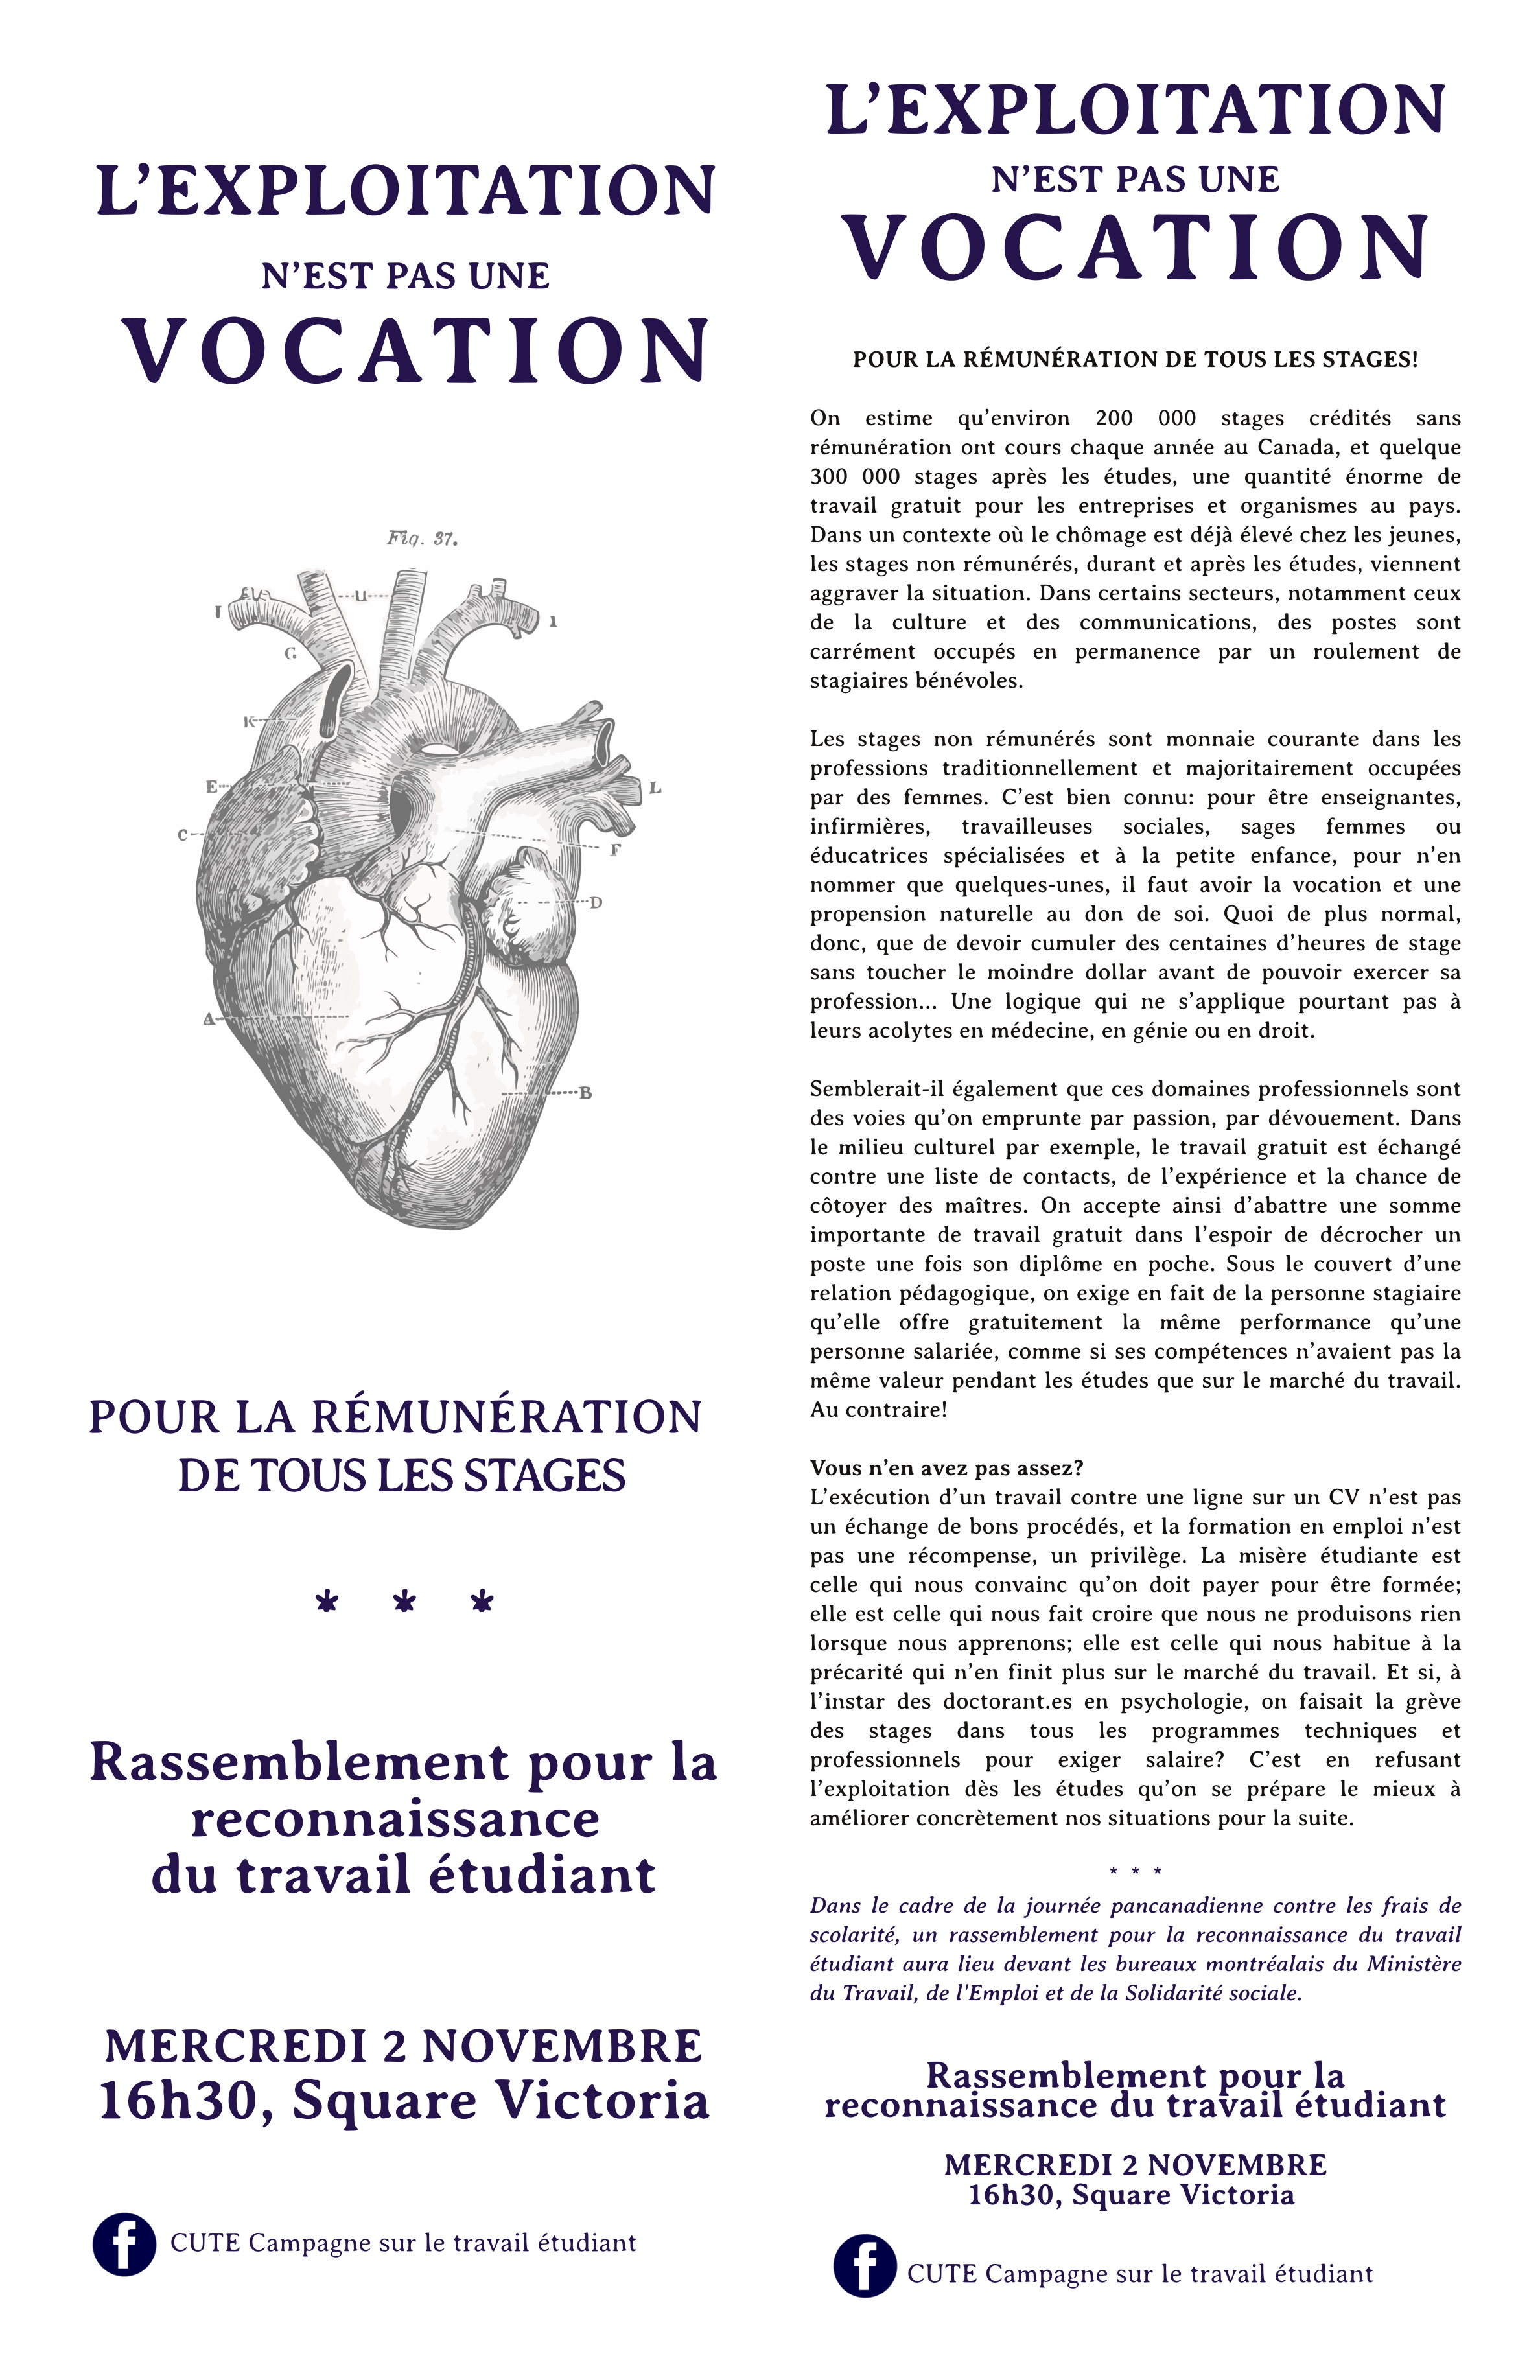 L’EXPLOITATION
N’EST PAS UNE
VOCATION
Fig. 37.
I
u
1
G
K
E
L
C
F
D
A
B
POUR LA RÉMUNÉRATION
DE TOUS LES STAGES
* * *
Rassemblement pour la
reconnaissance
du travail étudiant
MERCREDI 2 NOVEMBRE
16h30, Square Victoria
f CUTE Campagne sur le travail étudiant
L’EXPLOITATION
N’EST PAS UNE
VOCATION
POUR LA RÉMUNÉRATION DE TOUS LES STAGES!
On estime qu’environ 200 000 stages crédités sans
rémunération ont cours chaque année au Canada, et quelque
300 000 stages après les études, une quantité énorme de
travail gratuit pour les entreprises et organismes au pays.
Dans un contexte où le chômage est déjà élevé chez les jeunes,
les stages non rémunérés, durant et après les études, viennent
aggraver la situation. Dans certains secteurs, notamment ceux
de la culture et des communications, des postes sont
carrément occupés en permanence par un roulement de
stagiaires bénévoles.
Les stages non rémunérés sont monnaie courante dans les
professions traditionnellement et majoritairement occupées
par des femmes. C’est bien connu: pour être enseignantes,
infirmières, travailleuses sociales, sages femmes ou
éducatrices spécialisées et à la petite enfance, pour n’en
nommer que quelques-unes, il faut avoir la vocation et une
propension naturelle au don de soi. Quoi de plus normal,
donc, que de devoir cumuler des centaines d’heures de stage
sans toucher le moindre dollar avant de pouvoir exercer sa
profession... Une logique qui ne s’applique pourtant pas à
leurs acolytes en médecine, en génie ou en droit.
Semblerait-il également que ces domaines professionnels sont
des voies qu’on emprunte par passion, par dévouement. Dans
le milieu culturel par exemple, le travail gratuit est échangé
contre une liste de contacts, de l’expérience et la chance de
côtoyer des maîtres. On accepte ainsi d’abattre une somme
importante de travail gratuit dans l’espoir de décrocher un
poste une fois son diplôme en poche. Sous le couvert d’une
relation pédagogique, on exige en fait de la personne stagiaire
qu’elle offre gratuitement la même performance qu’une
personne salariée, comme si ses compétences n’avaient pas la
même valeur pendant les études que sur le marché du travail.
Au contraire!
Vous n’en avez pas assez?
L’exécution d’un travail contre une ligne sur un CV n’est pas
un échange de bons procédés, et la formation en emploi n’est
pas une récompense, un privilège. La misère étudiante est
celle qui nous convainc qu’on doit payer pour être formée;
elle est celle qui nous fait croire que nous ne produisons rien
lorsque nous apprenons; elle est celle qui nous habitue à la
précarité qui n’en finit plus sur le marché du travail. Et si, à
l’instar des doctorant.es en psychologie, on faisait la grève
des stages dans tous les programmes techniques et
professionnels pour exiger salaire? C’est en refusant
l’exploitation dès les études qu’on se prépare le mieux à
améliorer concrètement nos situations pour la suite.
* * *
Dans le cadre de la journée pancanadienne contre les frais de
scolarité, un rassemblement pour la reconnaissance du travail
étudiant aura lieu devant les bureaux montréalais du Ministère
du Travail, de l'Emploi et de la Solidarité sociale.
Rassemblement pour la
reconnaissance du travail étudiant
MERCREDI 2 NOVEMBRE
16h30, Square Victoria
f CUTE Campagne sur le travail étudiant